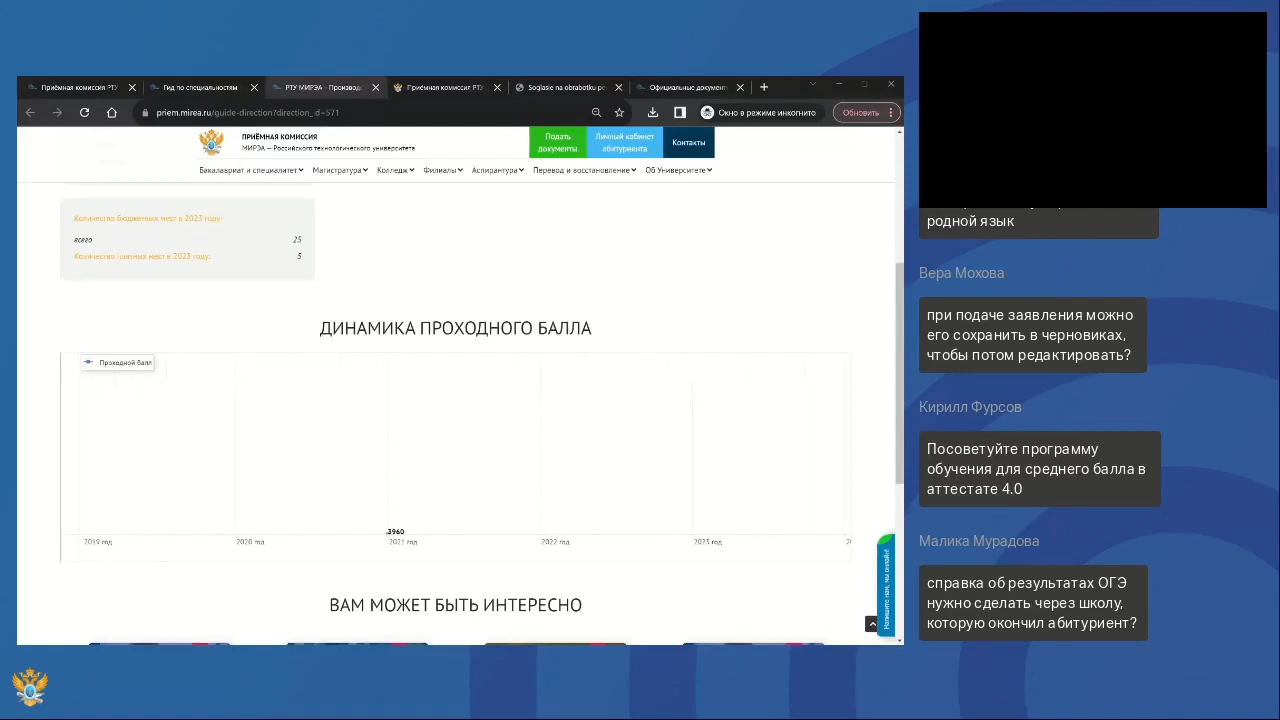 Приёмная комиссия РТУ
Гид по специальностям
РТУ МИРЭА - Производс
Приёмная комиссия РТУ
Soglasie na obrabotku pe
Официальные документ
priem.mirea.ru/guide-direction?direction_id=571
Окно в режиме инкогнито
Обновить
ПРИЁМНАЯ КОМИССИЯ
МИРЭА — Российского технологического университета
Подать документы
Личный кабинет абитуриента
Контакты
Бакалавриат и специалитет
Магистратура
Колледж
Филиалы
Аспирантура
Перевод и восстановление
Об Университете
Количество бюджетных мест в 2023 году:
всего 25
Количество платных мест в 2023 году: 5
ДИНАМИКА ПРОХОДНОГО БАЛЛА
Проходной балл
3960
2019 год
2020 год
2021 год
2022 год
2023 год
ВАМ МОЖЕТ БЫТЬ ИНТЕРЕСНО
Напишите нам, мы онлайн!
родной язык
Вера Мохова
при подаче заявления можно
его сохранить в черновиках,
чтобы потом редактировать?
Кирилл Фурсов
Посоветуйте программу
обучения для среднего балла в
аттестате 4.0
Малика Мурадова
справка об результатах ОГЭ
нужно сделать через школу,
которую окончил абитуриент?